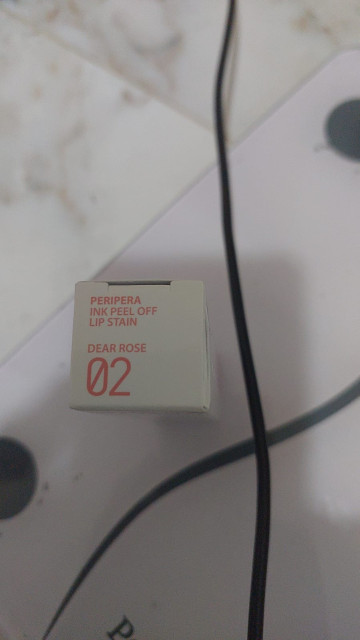 PERIPERA
INK PEEL OFF
LIP STAIN
DEAR ROSE
02
P